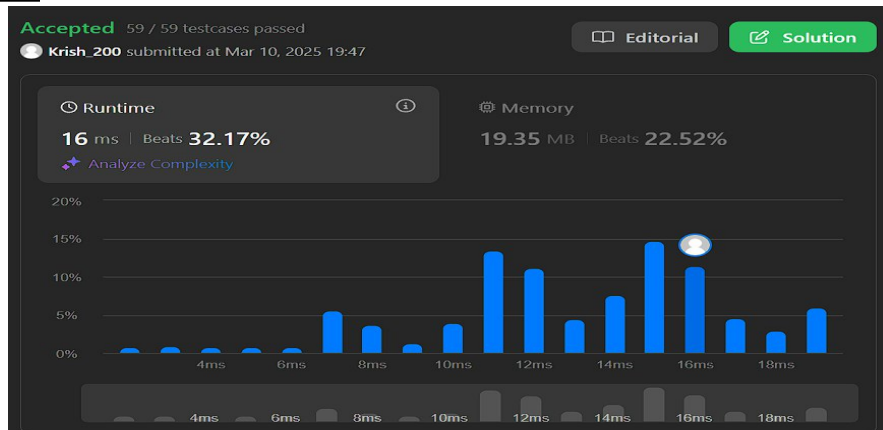 Accepted 59 / 59 testcases passed
Editorial
Solution
Krish_200 submitted at Mar 10, 2025 19:47
Runtime
16 ms | Beats 32.17%
Analyze Complexity
Memory
19.35 MB | Beats 22.52%
20%
15%
10%
5%
0%
4ms 6ms 8ms 10ms 12ms 14ms 16ms 18ms
4ms 6ms 8ms 10ms 12ms 14ms 16ms 18ms